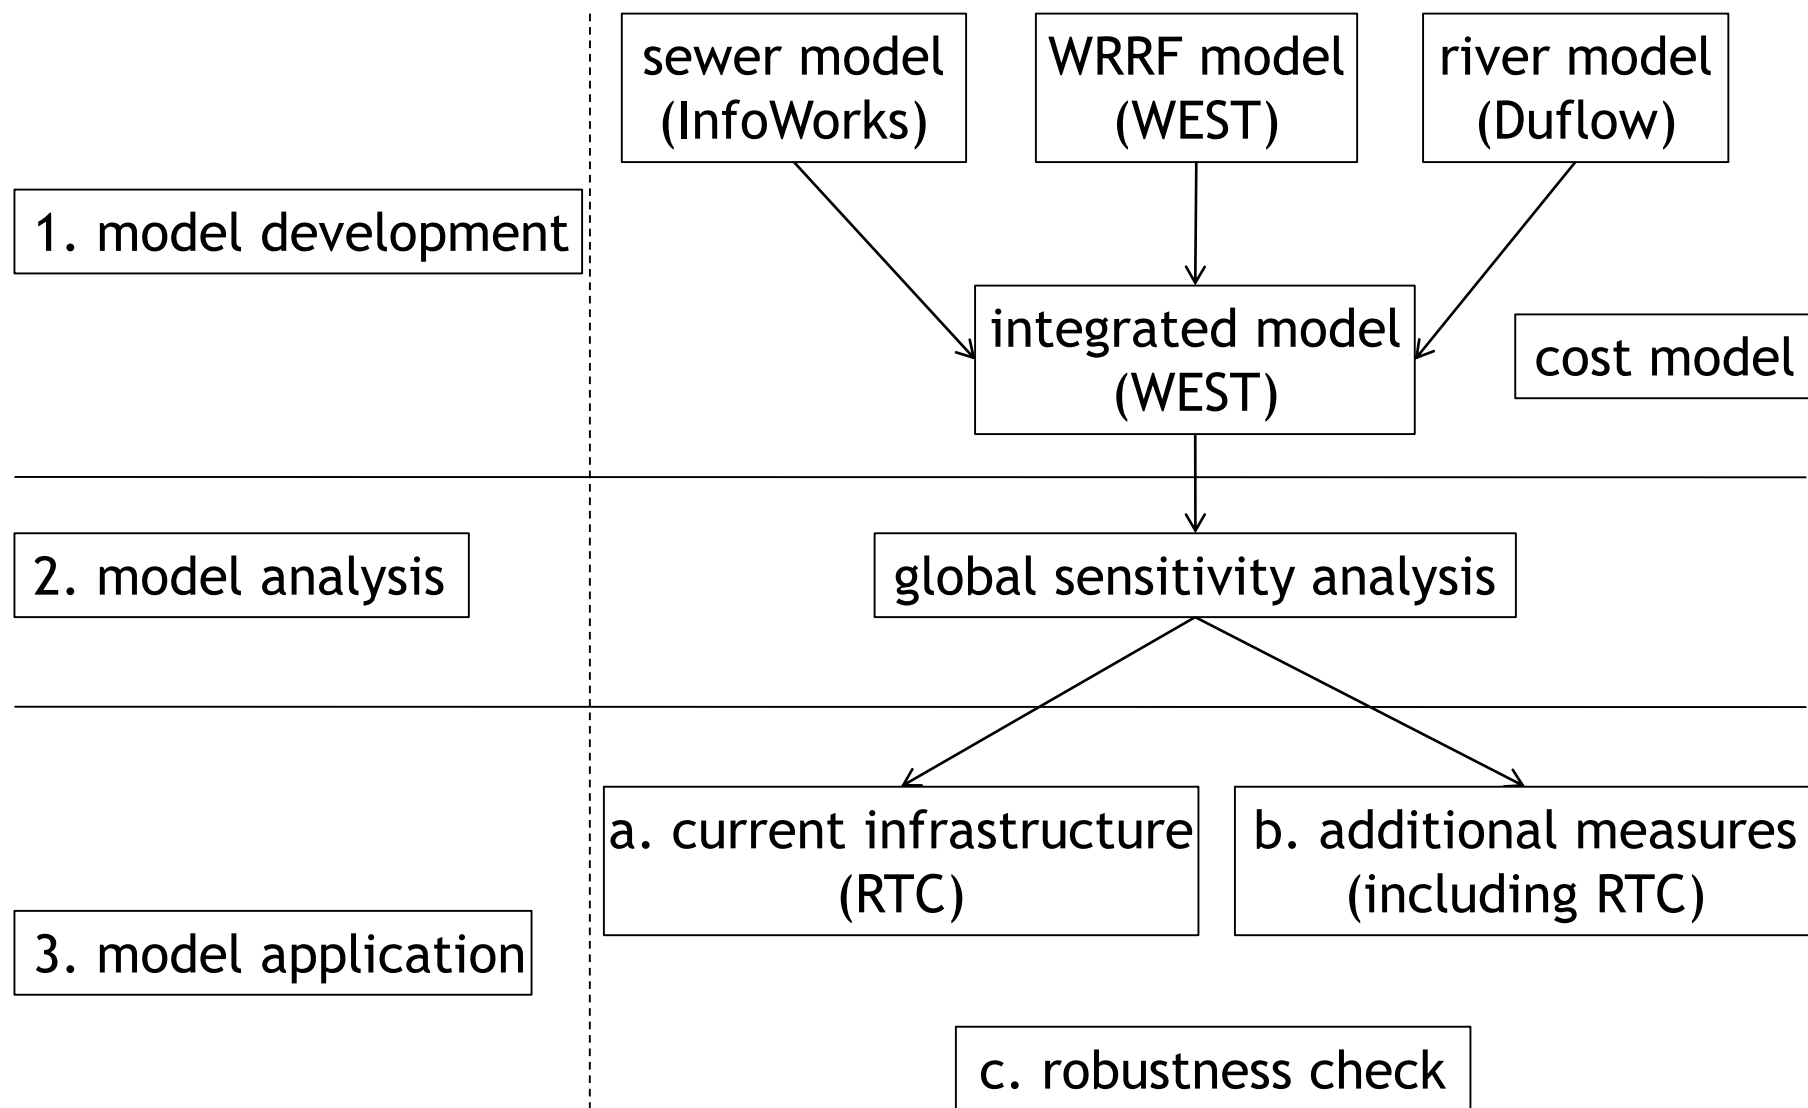 sewer model
(InfoWorks)
WRRF model
(WEST)
river model
(Duflow)
1. model development
integrated model
(WEST)
cost model
2. model analysis
global sensitivity analysis
a. current infrastructure
(RTC)
b. additional measures
(including RTC)
3. model application
c. robustness check